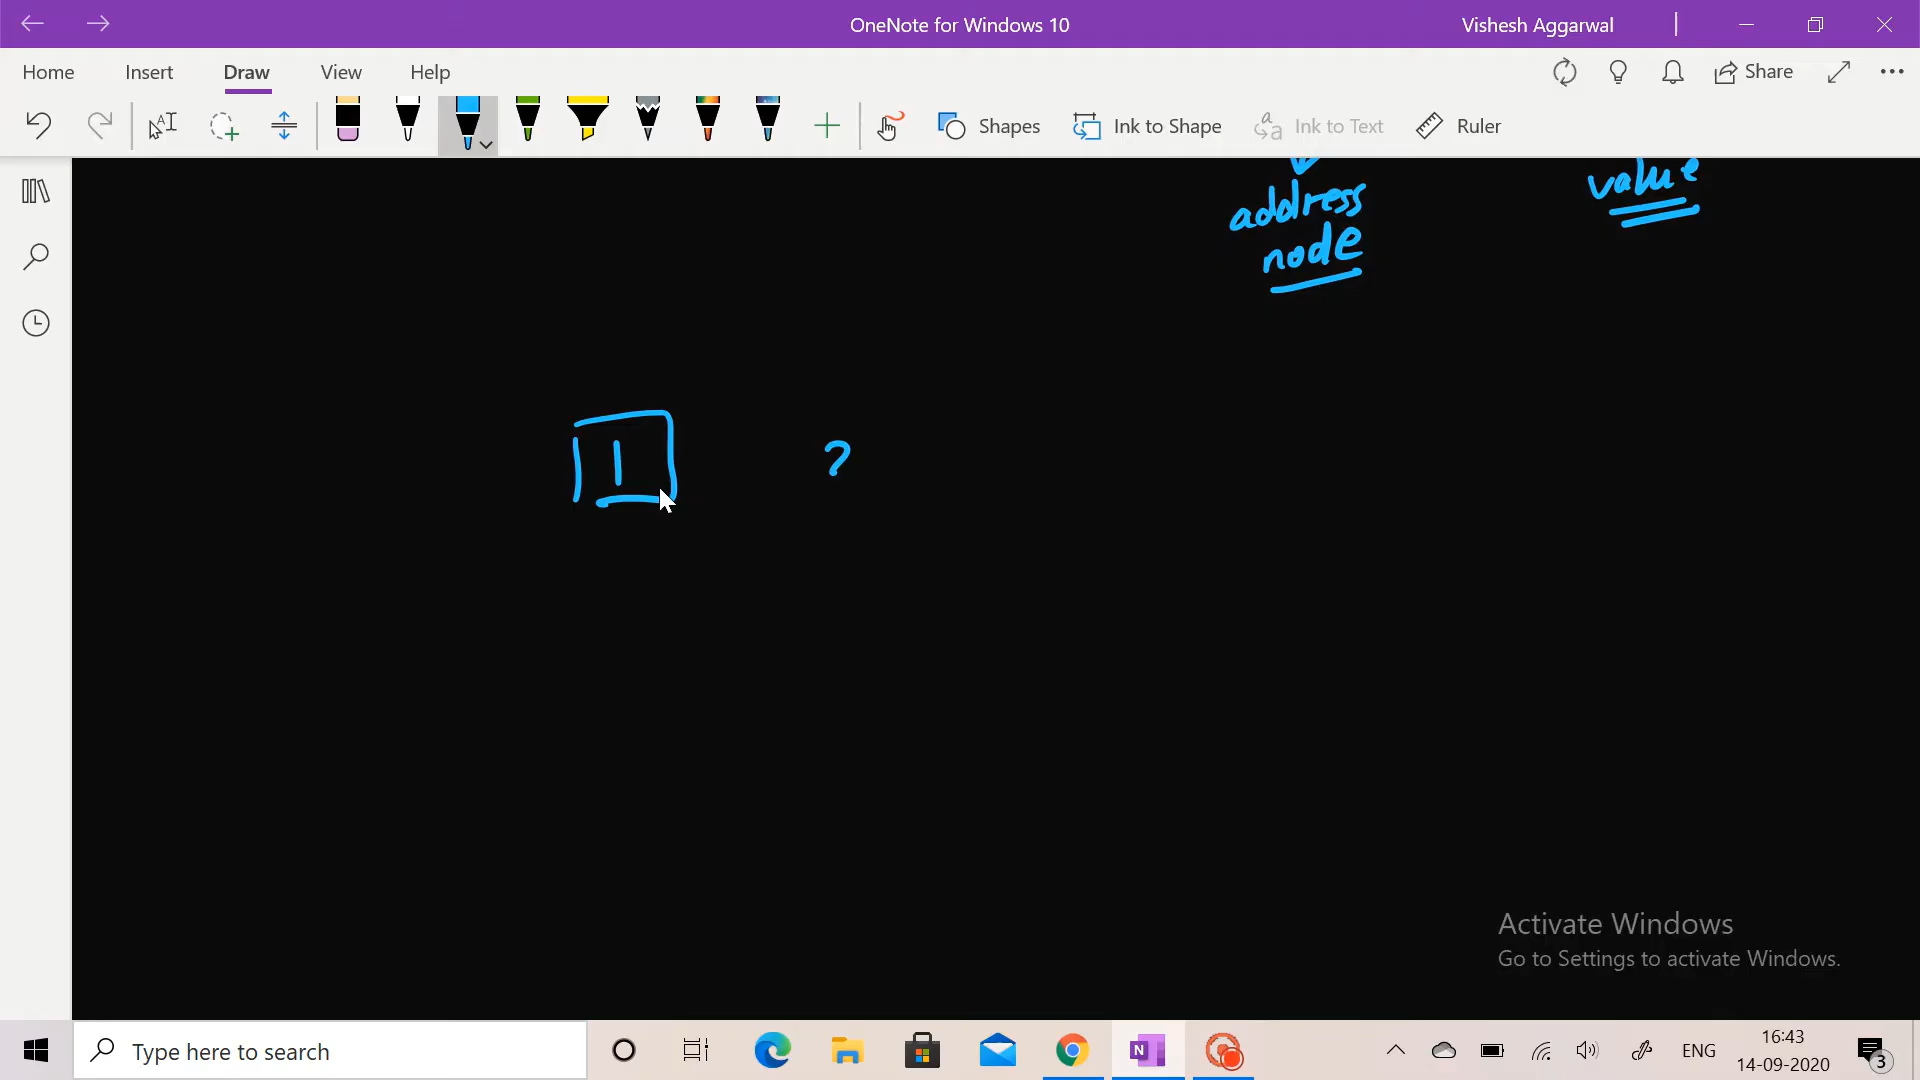 OneNote for Windows 10
Vishesh Aggarwal
Home Insert Draw View Help
Share
Shapes Ink to Shape Ink to Text Ruler
value
address
node
1 ?
Activate Windows
Go to Settings to activate Windows.
Type here to search
ENG
16:43
14-09-2020
3